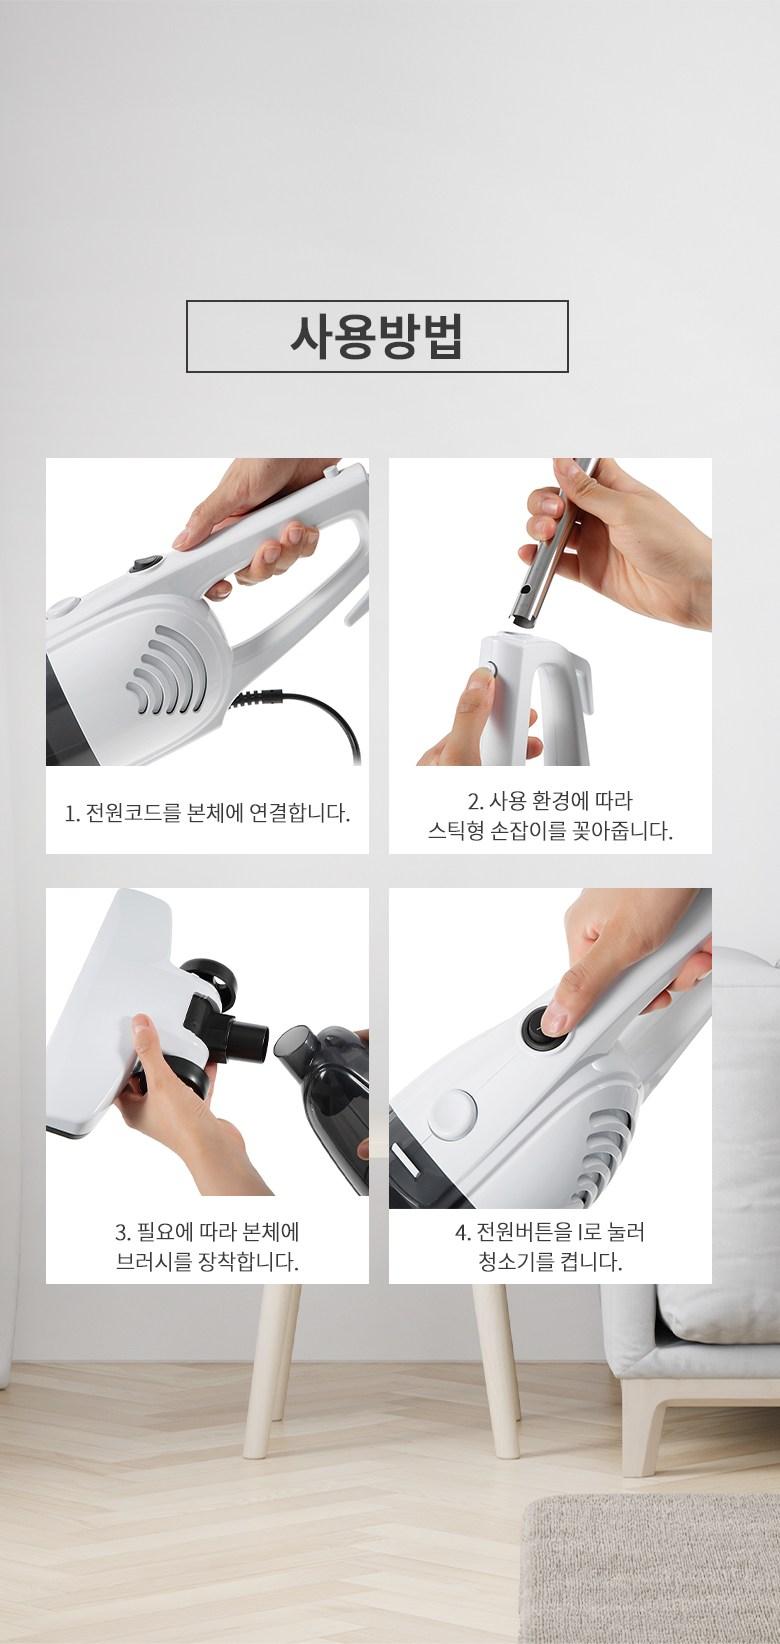 사용방법
1. 전원코드를 본체에 연결합니다.
2. 사용 환경에 따라
스틱형 손잡이를 꽂아줍니다.
3. 필요에 따라 본체에
브러시를 장착합니다.
4. 전원버튼을 I로 눌러
청소기를 켭니다.